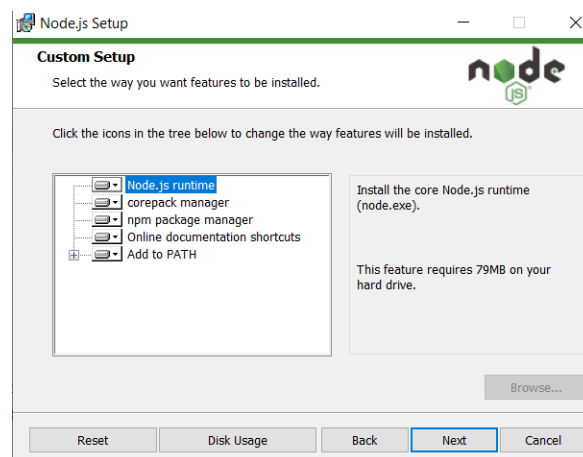 Node.js Setup
Custom Setup
Select the way you want features to be installed.
node
JS
Click the icons in the tree below to change the way features will be installed.
Node.js runtime
corepack manager
npm package manager
Online documentation shortcuts
Add to PATH
Install the core Node.js runtime
(node.exe).
This feature requires 79MB on your
hard drive.
Browse...
Reset
Disk Usage
Back
Next
Cancel